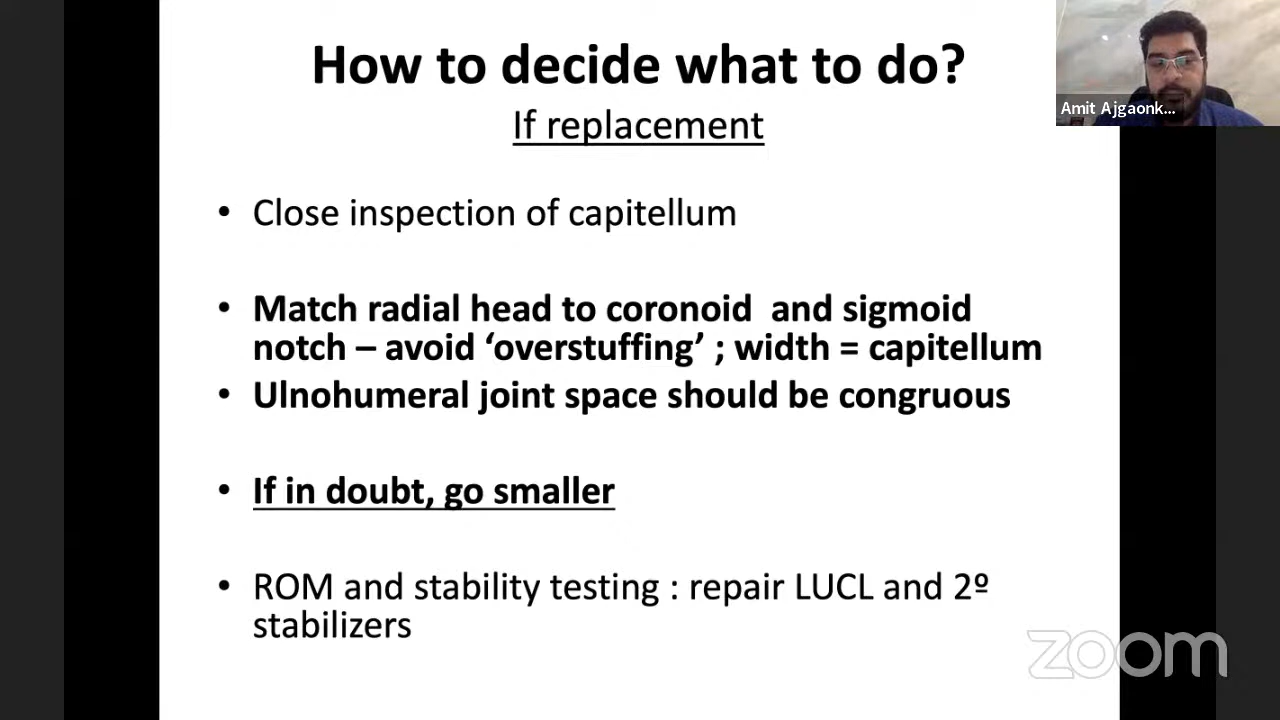 How to decide what to do?
If replacement
Amit Ajgaonk...
• Close inspection of capitellum
• Match radial head to coronoid and sigmoid
notch – avoid ‘overstuffing’ ; width = capitellum
• Ulnohumeral joint space should be congruous
• If in doubt, go smaller
• ROM and stability testing : repair LUCL and 2º
stabilizers
zoom